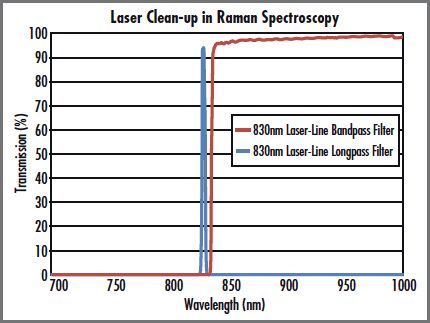 Laser Clean-up in Raman Spectroscopy
100
90
80
70
60
50
40
30
20
10
0
Transmission (%)
830nm Laser-Line Bandpass Filter
830nm Laser-Line Longpass Filter
700 750 800 850 900 950 1000
Wavelength (nm)